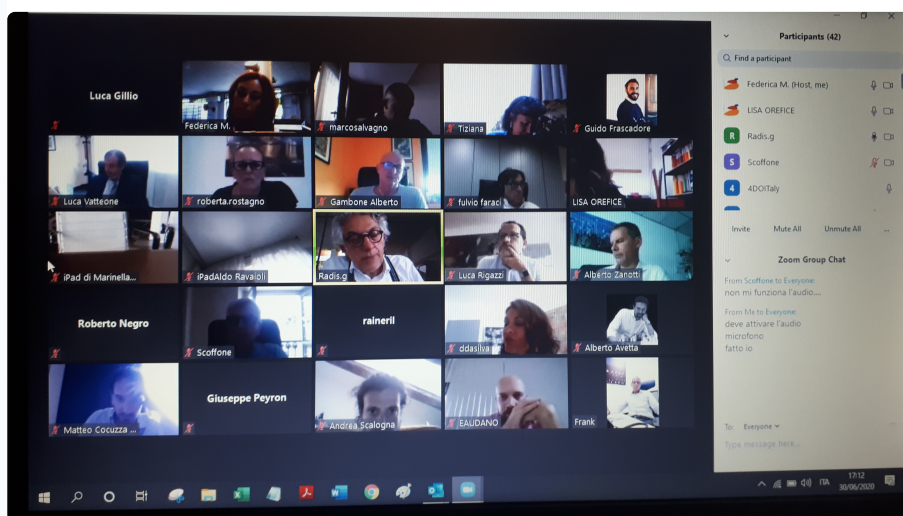 Participants (42)
Find a participant
Luca Gillio
Federica M.
marcosalvagno
Tiziana
Guido Frascadore
Federica M. (Host, me)
LISA OREFICE
R Radis.g
S Scoffone
4 4DOITaly
Luca Vatteone
roberta.rostagno
Gambone Alberto
fulvio faraci
LISA OREFICE
Invite Mute All Unmute All ...
iPad di Marinella...
iPadAldo Ravaioli
Radis.g
Luca Rigazzi
Alberto Zanotti
Zoom Group Chat
From Scoffone to Everyone:
non mi funziona l'audio....
From Me to Everyone:
deve attivare l'audio
microfono
fatto io
Roberto Negro
Scoffone
raineril
ddasilva
Alberto Avetta
Matteo Cocuzza ...
Giuseppe Peyron
Andrea Scalogna
EAUDANO
Frank
To: Everyone
Type message here...
ITA
17:12
30/06/2020